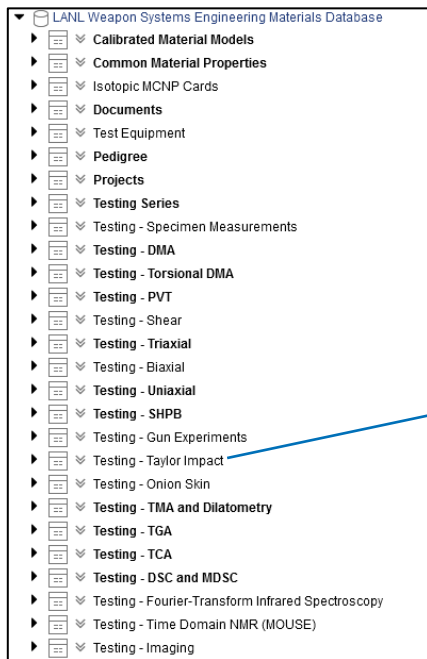 LANL Weapon Systems Engineering Materials Database
Calibrated Material Models
Common Material Properties
Isotopic MCNP Cards
Documents
Test Equipment
Pedigree
Projects
Testing Series
Testing - Specimen Measurements
Testing - DMA
Testing - Torsional DMA
Testing - PVT
Testing - Shear
Testing - Triaxial
Testing - Biaxial
Testing - Uniaxial
Testing - SHPB
Testing - Gun Experiments
Testing - Taylor Impact
Testing - Onion Skin
Testing - TMA and Dilatometry
Testing - TGA
Testing - TCA
Testing - DSC and MDSC
Testing - Fourier-Transform Infrared Spectroscopy
Testing - Time Domain NMR (MOUSE)
Testing - Imaging